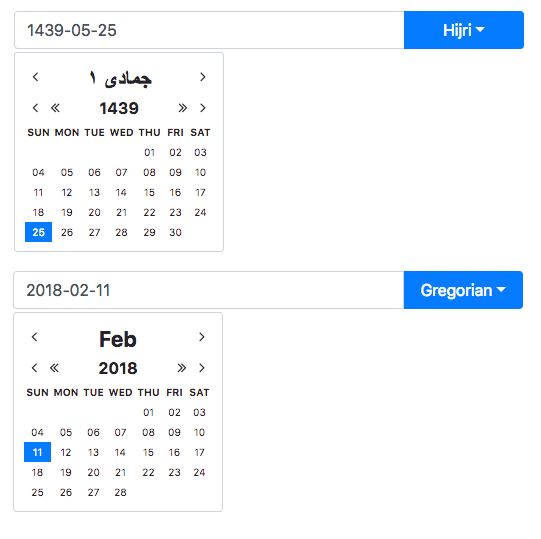 1439-05-25 Hijri
جمادى ١
1439
SUN MON TUE WED THU FRI SAT
01 02 03
04 05 06 07 08 09 10
11 12 13 14 15 16 17
18 19 20 21 22 23 24
25 26 27 28 29 30
2018-02-11 Gregorian
Feb
2018
SUN MON TUE WED THU FRI SAT
01 02 03
04 05 06 07 08 09 10
11 12 13 14 15 16 17
18 19 20 21 22 23 24
25 26 27 28